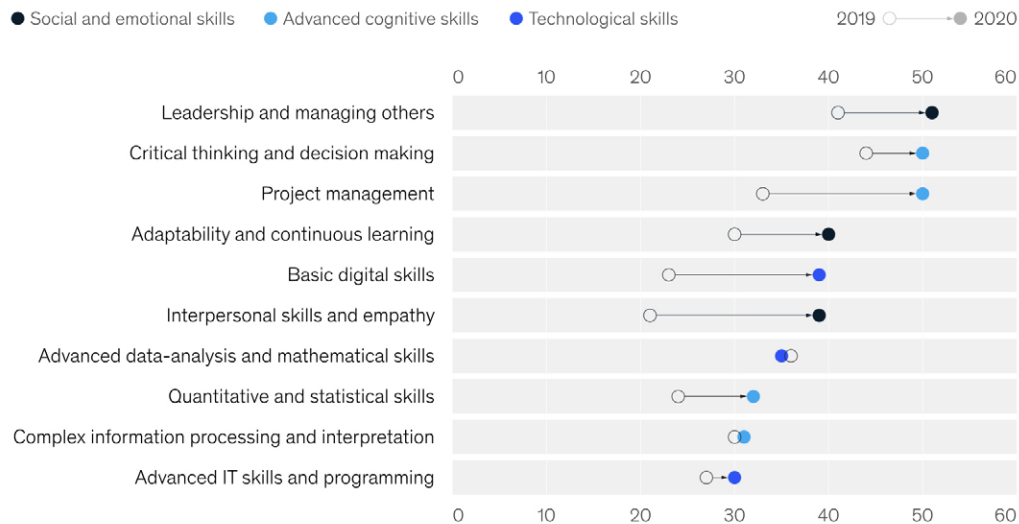 Social and emotional skills Advanced cognitive skills Technological skills 2019 2020
0 10 20 30 40 50 60
Leadership and managing others
Critical thinking and decision making
Project management
Adaptability and continuous learning
Basic digital skills
Interpersonal skills and empathy
Advanced data-analysis and mathematical skills
Quantitative and statistical skills
Complex information processing and interpretation
Advanced IT skills and programming
0 10 20 30 40 50 60